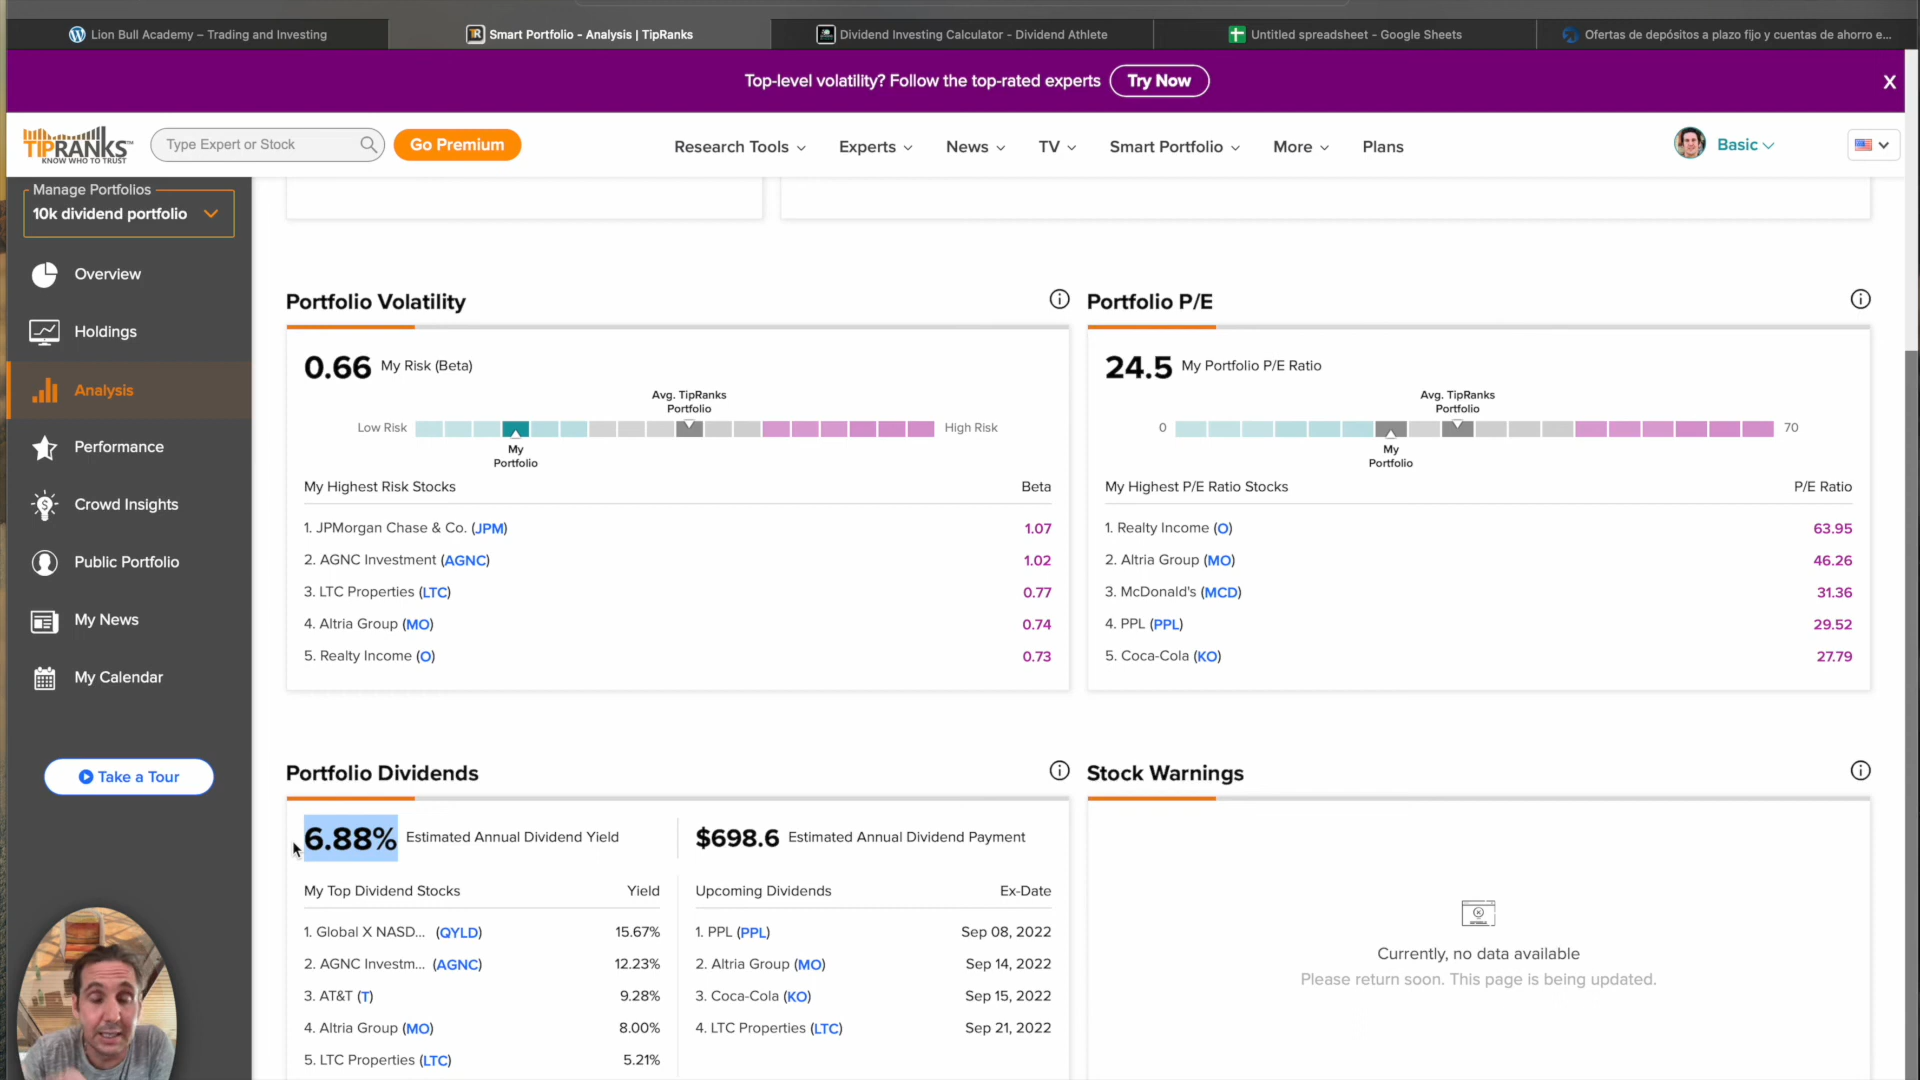 Lion Bull Academy – Trading and Investing
Smart Portfolio - Analysis | TipRanks
Dividend Investing Calculator - Dividend Athlete
Untitled spreadsheet - Google Sheets
Ofertas de depósitos a plazo fijo y cuentas de ahorro e...
Top-level volatility? Follow the top-rated experts
Try Now
X
TIPRANKS™
KNOW WHO TO TRUST
Type Expert or Stock
Go Premium
Research Tools
Experts
News
TV
Smart Portfolio
More
Plans
Basic
Manage Portfolios
10k dividend portfolio
Overview
Holdings
Analysis
Performance
Crowd Insights
Public Portfolio
My News
My Calendar
Take a Tour
Portfolio Volatility
0.66 My Risk (Beta)
Avg. TipRanks
Portfolio
Low Risk
High Risk
My
Portfolio
My Highest Risk Stocks Beta
1. JPMorgan Chase & Co. (JPM) 1.07
2. AGNC Investment (AGNC) 1.02
3. LTC Properties (LTC) 0.77
4. Altria Group (MO) 0.74
5. Realty Income (O) 0.73
Portfolio P/E
24.5 My Portfolio P/E Ratio
Avg. TipRanks
Portfolio
0
70
My
Portfolio
My Highest P/E Ratio Stocks P/E Ratio
1. Realty Income (O) 63.95
2. Altria Group (MO) 46.26
3. McDonald's (MCD) 31.36
4. PPL (PPL) 29.52
5. Coca-Cola (KO) 27.79
Portfolio Dividends
6.88% Estimated Annual Dividend Yield
My Top Dividend Stocks Yield
1. Global X NASD... (QYLD) 15.67%
2. AGNC Investm... (AGNC) 12.23%
3. AT&T (T) 9.28%
4. Altria Group (MO) 8.00%
5. LTC Properties (LTC) 5.21%
$698.6 Estimated Annual Dividend Payment
Upcoming Dividends Ex-Date
1. PPL (PPL) Sep 08, 2022
2. Altria Group (MO) Sep 14, 2022
3. Coca-Cola (KO) Sep 15, 2022
4. LTC Properties (LTC) Sep 21, 2022
Stock Warnings
Currently, no data available
Please return soon. This page is being updated.